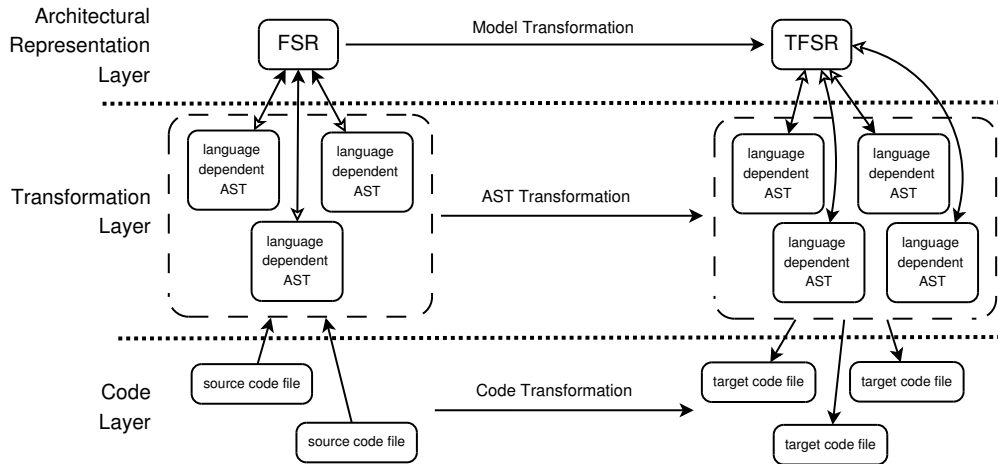 Architectural
Representation
Layer
FSR
Model Transformation
TFSR
Transformation
Layer
language
dependent
AST
language
dependent
AST
language
dependent
AST
AST Transformation
language
dependent
AST
language
dependent
AST
language
dependent
AST
language
dependent
AST
Code
Layer
source code file
source code file
Code Transformation
target code file
target code file
target code file